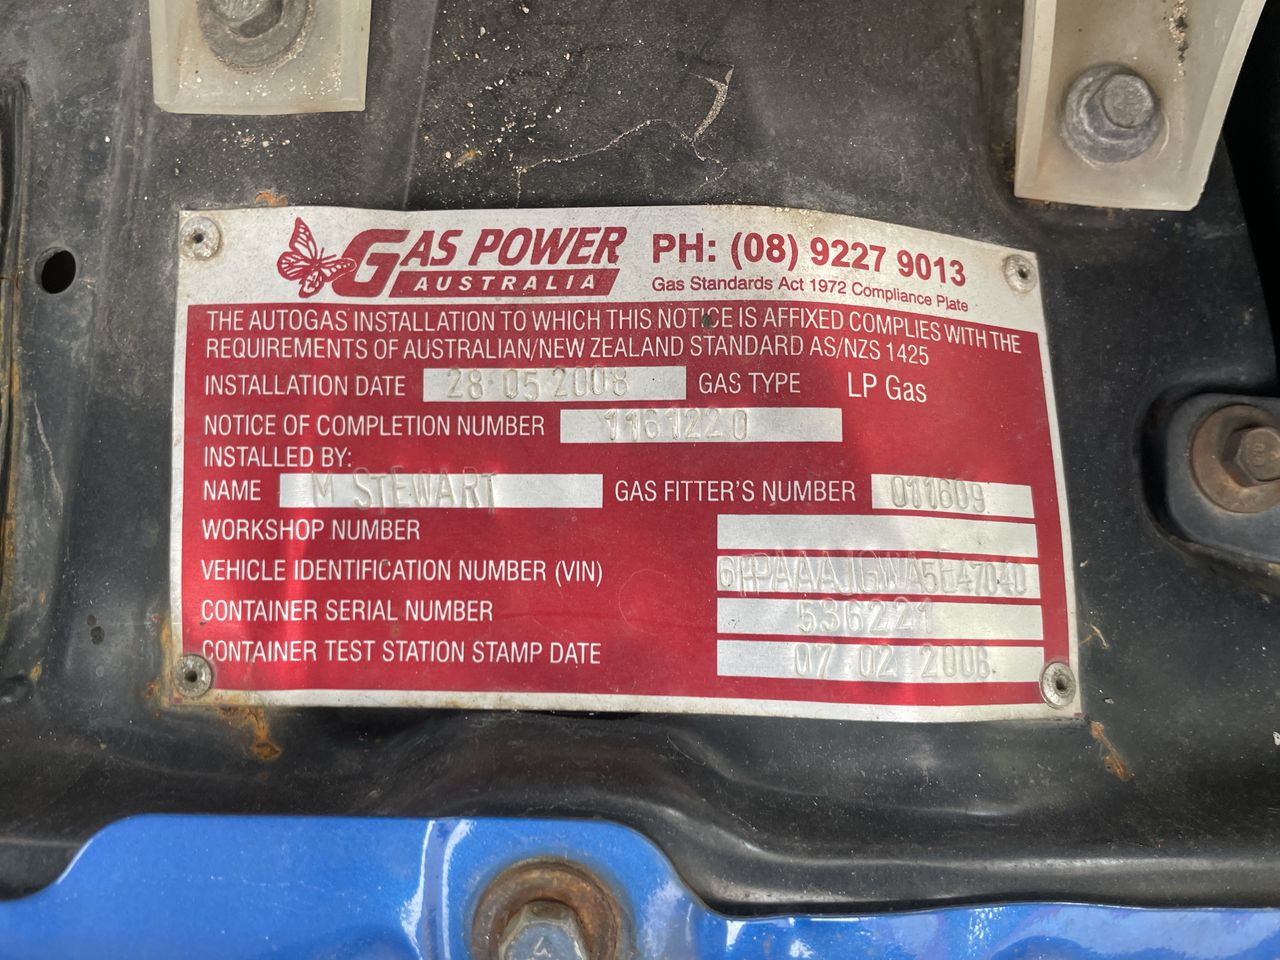 GAS POWER
AUSTRALIA
PH: (08) 9227 9013
Gas Standards Act 1972 Compliance Plate
THE AUTOGAS INSTALLATION TO WHICH THIS NOTICE IS AFFIXED COMPLIES WITH THE
REQUIREMENTS OF AUSTRALIAN/NEW ZEALAND STANDARD AS/NZS 1425
INSTALLATION DATE 28·05 2008 GAS TYPE LP Gas
NOTICE OF COMPLETION NUMBER 1161220
INSTALLED BY:
NAME M STEWART GAS FITTER'S NUMBER 011609
WORKSHOP NUMBER
VEHICLE IDENTIFICATION NUMBER (VIN)
CONTAINER SERIAL NUMBER 536221
CONTAINER TEST STATION STAMP DATE 07 02 2008
4